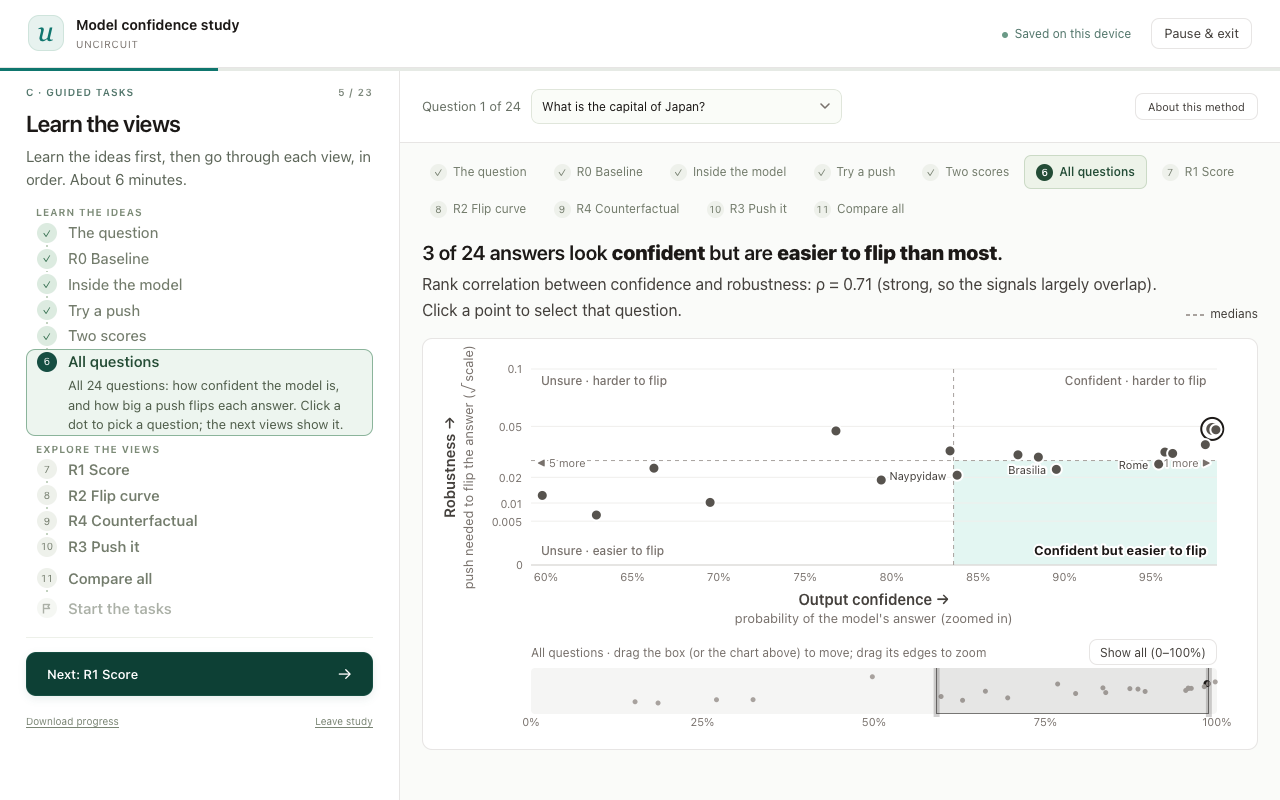 u
Model confidence study
UNCIRCUIT
Saved on this device
Pause & exit
C · GUIDED TASKS
5 / 23
Learn the views
Learn the ideas first, then go through each view, in
order. About 6 minutes.
LEARN THE IDEAS
The question
R0 Baseline
Inside the model
Try a push
Two scores
6 All questions
All 24 questions: how confident the model is,
and how big a push flips each answer. Click a
dot to pick a question; the next views show it.
EXPLORE THE VIEWS
7 R1 Score
8 R2 Flip curve
9 R4 Counterfactual
10 R3 Push it
11 Compare all
Start the tasks
Next: R1 Score →
Download progress
Leave study
Question 1 of 24
What is the capital of Japan?
About this method
The question
R0 Baseline
Inside the model
Try a push
Two scores
6 All questions
7 R1 Score
8 R2 Flip curve
9 R4 Counterfactual
10 R3 Push it
11 Compare all
3 of 24 answers look confident but are easier to flip than most.
Rank correlation between confidence and robustness: ρ = 0.71 (strong, so the signals largely overlap).
Click a point to select that question.
medians
Robustness →
push needed to flip the answer (√ scale)
0.1
0.05
0.02
0.01
0.005
0
Unsure · harder to flip
Confident · harder to flip
◀ 5 more
Naypyidaw
Brasilia
Rome
1 more ▶
Unsure · easier to flip
Confident but easier to flip
60%
65%
70%
75%
80%
85%
90%
95%
Output confidence →
probability of the model's answer (zoomed in)
All questions · drag the box (or the chart above) to move; drag its edges to zoom
Show all (0–100%)
0%
25%
50%
75%
100%